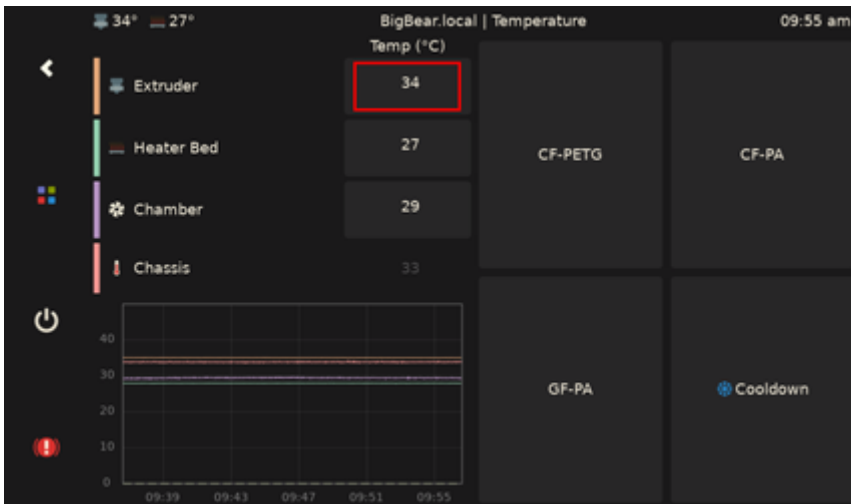 34° 27° BigBear.local | Temperature 09:55 am
Temp (°C)
Extruder 34
Heater Bed 27
Chamber 29
Chassis 33
CF-PETG CF-PA
GF-PA Cooldown
40
30
20
10
0
09:39 09:43 09:47 09:51 09:55